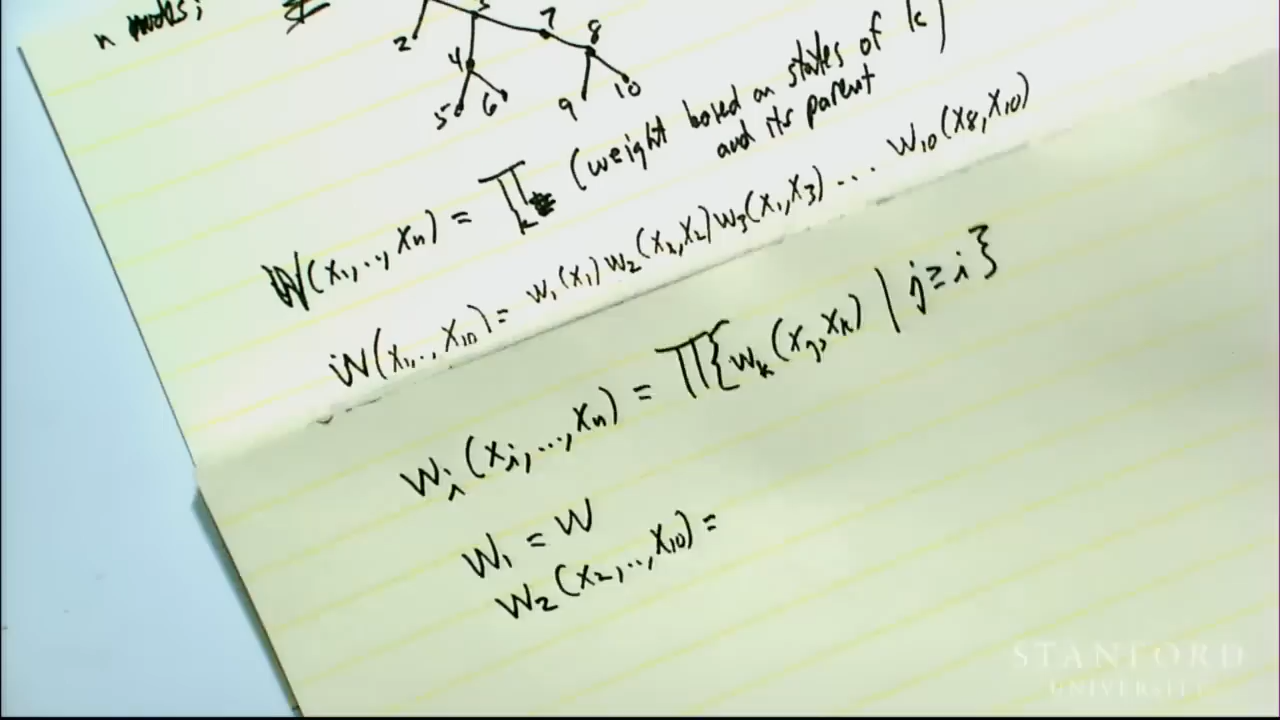 n nodes;
2 3 4 5 6 7 8 9 10
W(x₁,..,xₙ) = ∏ₖ (weight based on states of k
and its parent)
W(x₁,..,x₁₀) = w₁(x₁) w₂(x₁,x₂) w₃(x₁,x₃) ... w₁₀(x₈,x₁₀)
Wᵢ(xᵢ,...,xₙ) = ∏{wₖ(xⱼ,xₖ) | j ≥ i}
W₁ = W
W₂(x₂,..,x₁₀) =
STANFORD
UNIVERSITY